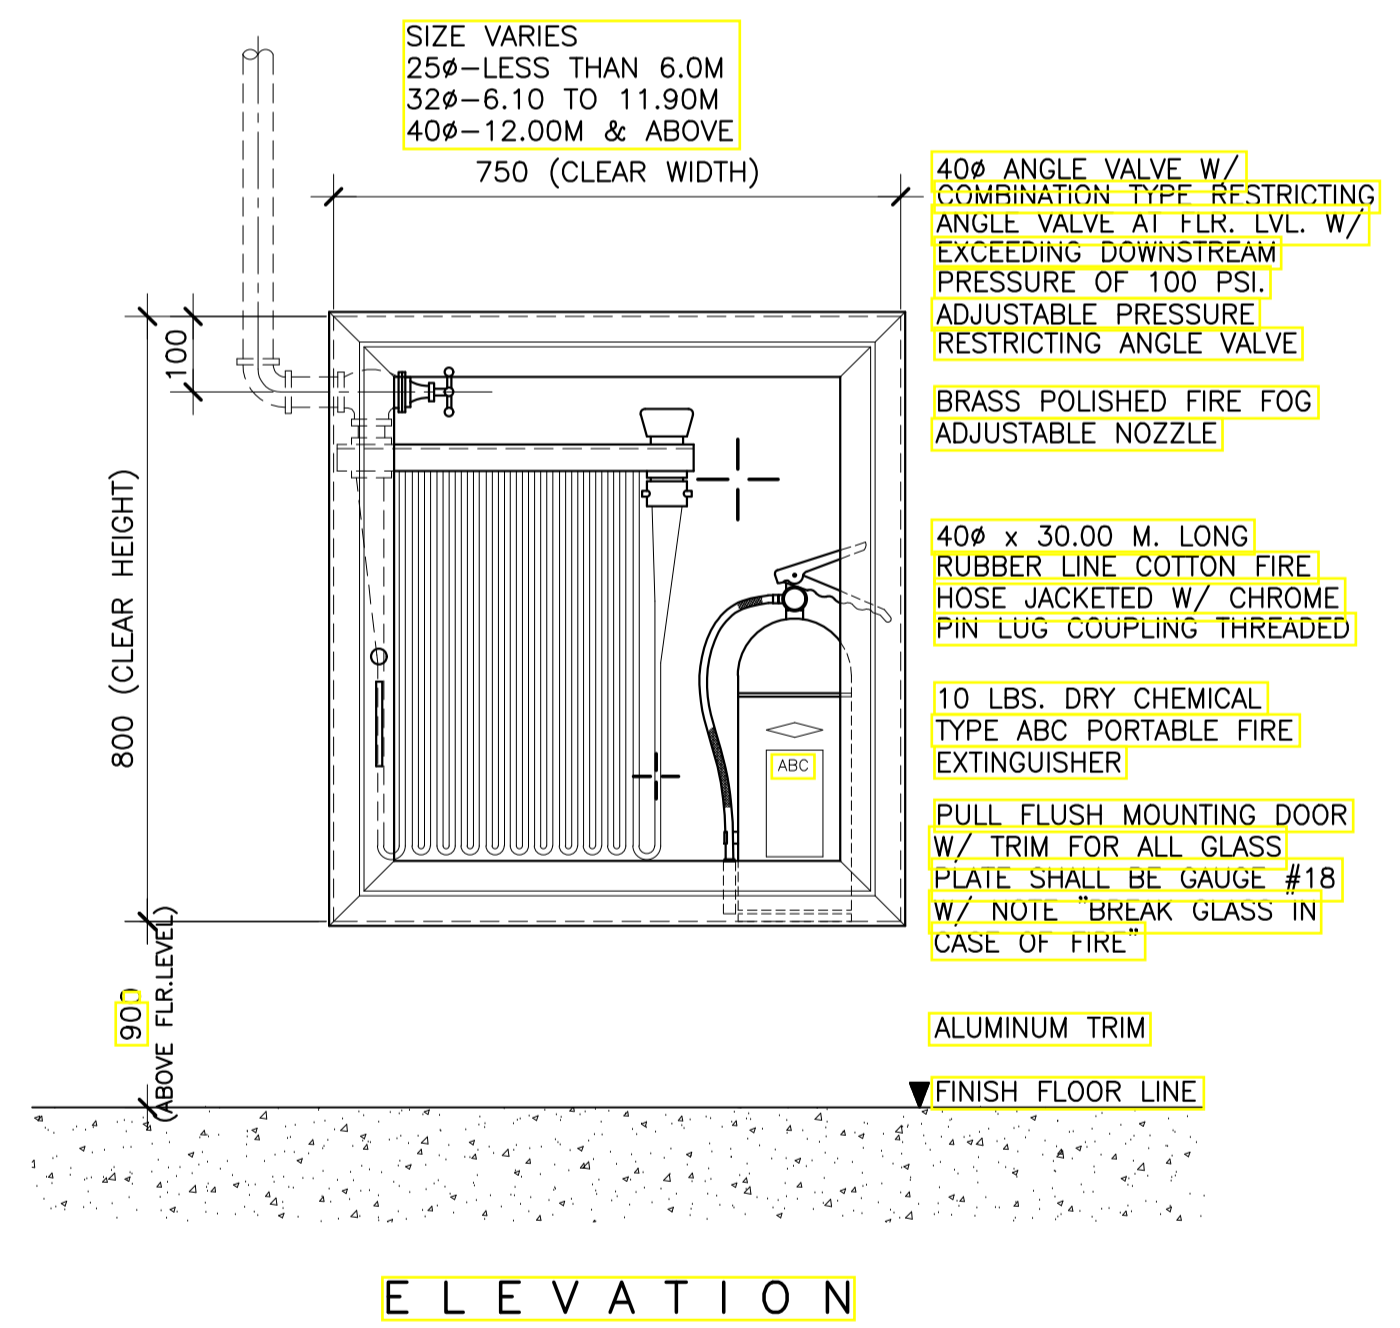 SIZE VARIES
25ø-LESS THAN 6.0M
32ø-6.10 TO 11.90M
40ø-12.00M & ABOVE
750 (CLEAR WIDTH)
40ø ANGLE VALVE W/
COMBINATION TYPE RESTRICTING
ANGLE VALVE AT FLR. LVL. W/
EXCEEDING DOWNSTREAM
PRESSURE OF 100 PSI.
ADJUSTABLE PRESSURE
RESTRICTING ANGLE VALVE
BRASS POLISHED FIRE FOG
ADJUSTABLE NOZZLE
40ø x 30.00 M. LONG
RUBBER LINE COTTON FIRE
HOSE JACKETED W/ CHROME
PIN LUG COUPLING THREADED
10 LBS. DRY CHEMICAL
TYPE ABC PORTABLE FIRE
EXTINGUISHER
PULL FLUSH MOUNTING DOOR
W/ TRIM FOR ALL GLASS
PLATE SHALL BE GAUGE #18
W/ NOTE "BREAK GLASS IN
CASE OF FIRE"
ALUMINUM TRIM
FINISH FLOOR LINE
100
800 (CLEAR HEIGHT)
900
(ABOVE FLR.LEVEL)
ABC
ELEVATION